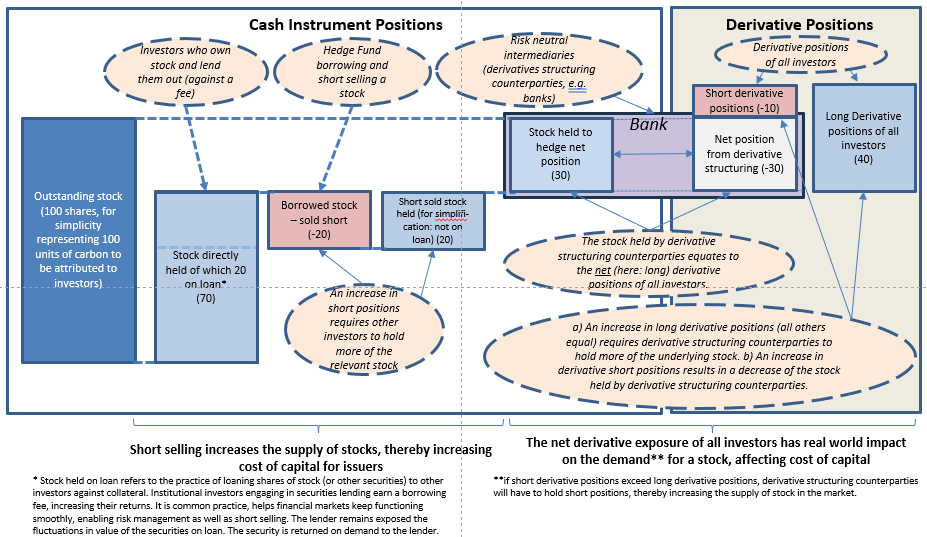 Cash Instrument Positions
Derivative Positions
Investors who own
stock and lend
them out (against a
fee)
Hedge Fund
borrowing and
short selling a
stock
Risk neutral
intermediaries
(derivatives structuring
counterparties, e.g.
banks)
Derivative positions
of all investors
Outstanding stock
(100 shares, for
simplicity
representing 100
units of carbon to
be attributed to
investors)
Stock directly
held of which 20
on loan*
(70)
Borrowed stock
– sold short
(-20)
Short sold stock
held (for simplifi-
cation: not on
loan) (20)
Bank
Stock held to
hedge net
position
(30)
Short derivative
positions (-10)
Net position
from derivative
structuring (-30)
Long Derivative
positions of all
investors
(40)
An increase in
short positions
requires other
investors to hold
more of the
relevant stock
The stock held by derivative
structuring counterparties equates to
the net (here: long) derivative
positions of all investors.
a) An increase in long derivative positions (all others
equal) requires derivative structuring counterparties to
hold more of the underlying stock. b) An increase in
derivative short positions results in a decrease of the stock
held by derivative structuring counterparties.
Short selling increases the supply of stocks, thereby increasing
cost of capital for issuers
The net derivative exposure of all investors has real world impact
on the demand** for a stock, affecting cost of capital
* Stock held on loan refers to the practice of loaning shares of stock (or other securities) to other
investors against collateral. Institutional investors engaging in securities lending earn a borrowing
fee, increasing their returns. It is common practice, helps financial markets keep functioning
smoothly, enabling risk management as well as short selling. The lender remains exposed the
fluctuations in value of the securities on loan. The security is returned on demand to the lender.
**if short derivative positions exceed long derivative positions, derivative structuring counterparties
will have to hold short positions, thereby increasing the supply of stock in the market.